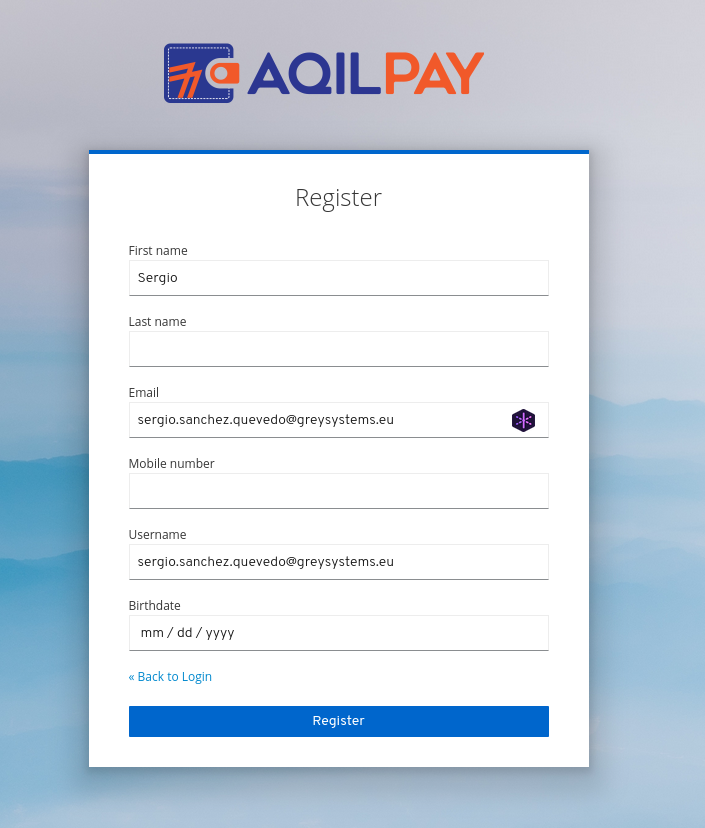 AQILPAY
Register
First name
Sergio
Last name
Email
sergio.sanchez.quevedo@greysystems.eu
Mobile number
Username
sergio.sanchez.quevedo@greysystems.eu
Birthdate
mm / dd / yyyy
« Back to Login
Register